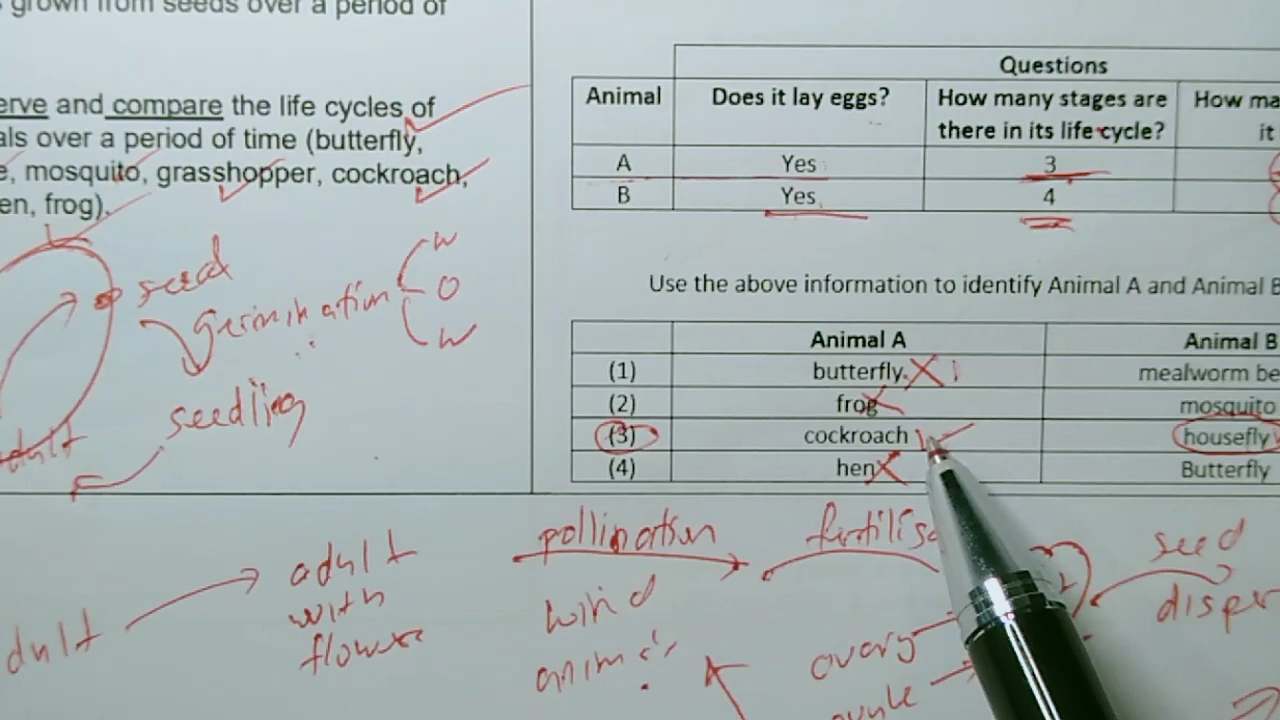 grown from seeds over a period of
erve and compare the life cycles of
als over a period of time (butterfly,
e, mosquito, grasshopper, cockroach,
en, frog).
seed
germination
W
O
W
seedling
adult
Questions
Animal Does it lay eggs? How many stages are there in its life cycle? How ma it
A Yes 3
B Yes 4
Use the above information to identify Animal A and Animal B
Animal A Animal B
(1) butterfly mealworm be
(2) frog mosquito
(3) cockroach housefly
(4) hen Butterfly
dult
adult
with
flower
pollination
wind
fertilis
ovary
seed
disper